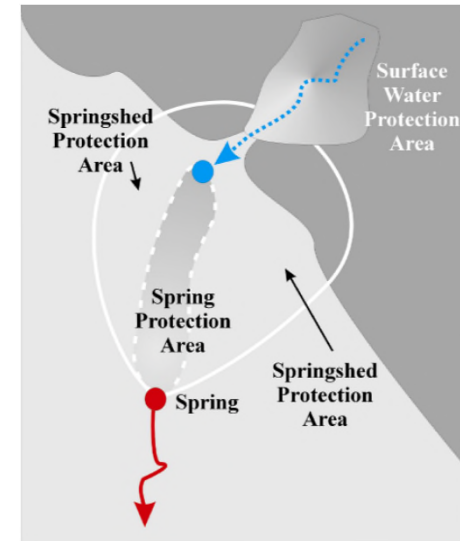 Surface
Water
Protection
Area
Springshed
Protection
Area
Spring
Protection
Area
Springshed
Protection
Area
Spring